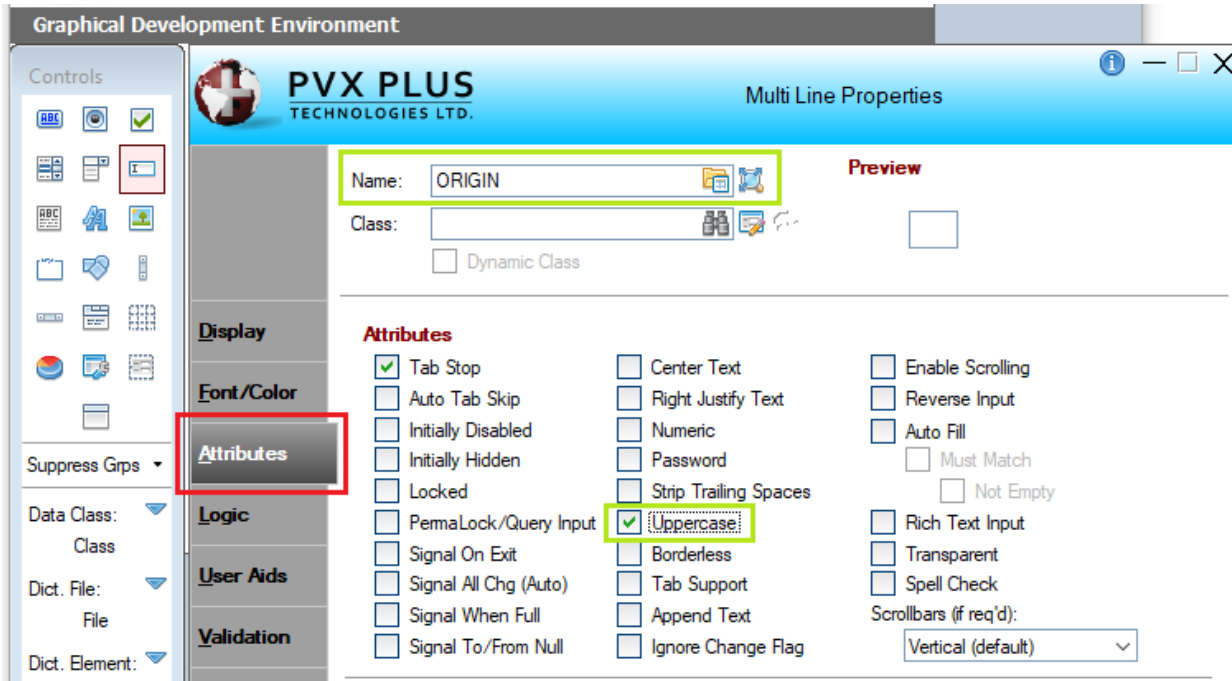 Graphical Development Environment
Controls
PVX PLUS
TECHNOLOGIES LTD.
Multi Line Properties
Name: ORIGIN
Preview
Class:
Dynamic Class
Display
Font/Color
Attributes
Logic
User Aids
Validation
Attributes
Tab Stop
Center Text
Enable Scrolling
Auto Tab Skip
Right Justify Text
Reverse Input
Initially Disabled
Numeric
Auto Fill
Initially Hidden
Password
Must Match
Locked
Strip Trailing Spaces
Not Empty
PermaLock/Query Input
Uppercase
Rich Text Input
Signal On Exit
Borderless
Transparent
Signal All Chg (Auto)
Tab Support
Spell Check
Signal When Full
Append Text
Scrollbars (if req'd):
Signal To/From Null
Ignore Change Flag
Vertical (default)
Suppress Grps
Data Class:
Class
Dict. File:
File
Dict. Element: